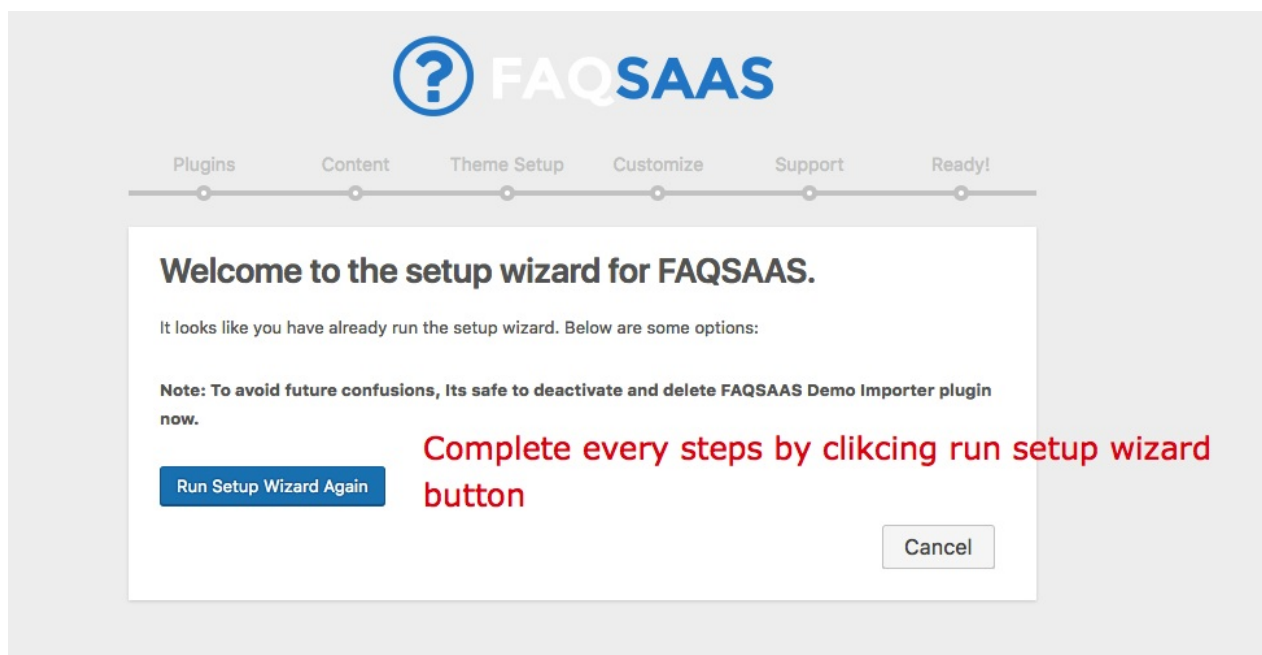 ? FAQSAAS
Plugins Content Theme Setup Customize Support Ready!
Welcome to the setup wizard for FAQSAAS.
It looks like you have already run the setup wizard. Below are some options:
Note: To avoid future confusions, Its safe to deactivate and delete FAQSAAS Demo Importer plugin
now.
Complete every steps by clikcing run setup wizard
button
Run Setup Wizard Again
Cancel